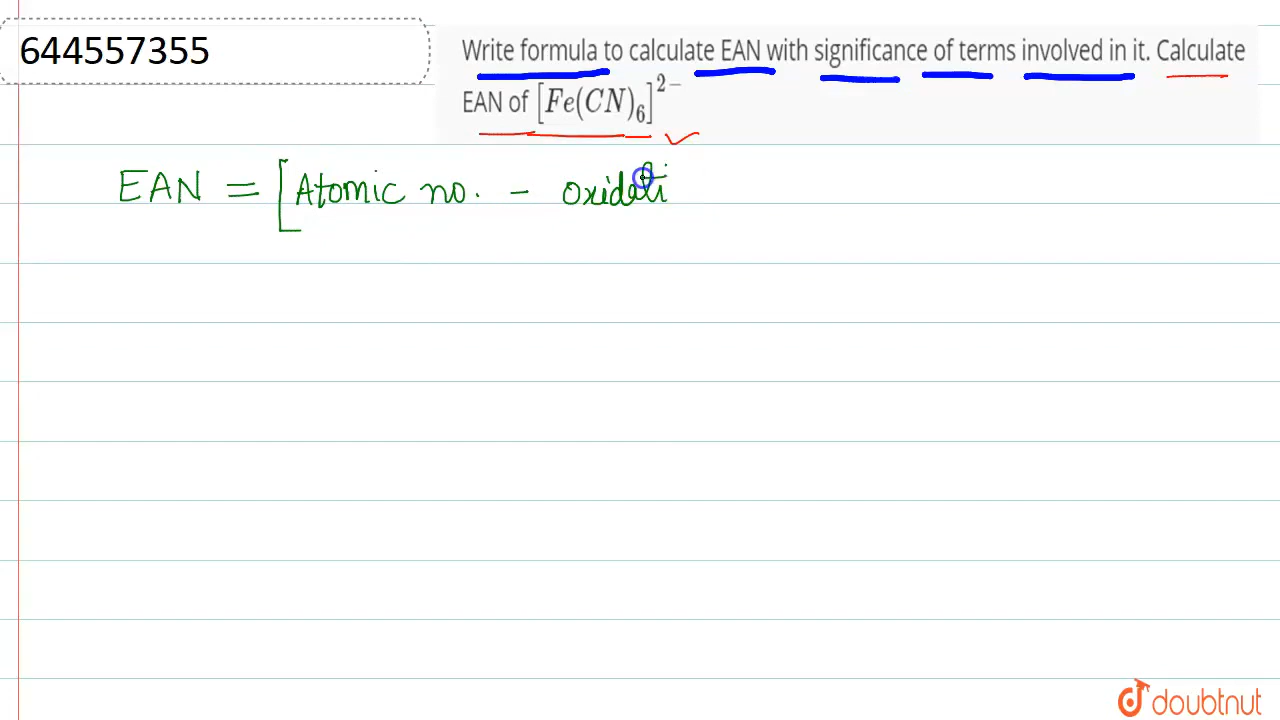 644557355
Write formula to calculate EAN with significance of terms involved in it. Calculate
EAN of [Fe(CN)₆]²⁻
EAN = [Atomic no. - oxidati
doubtnut